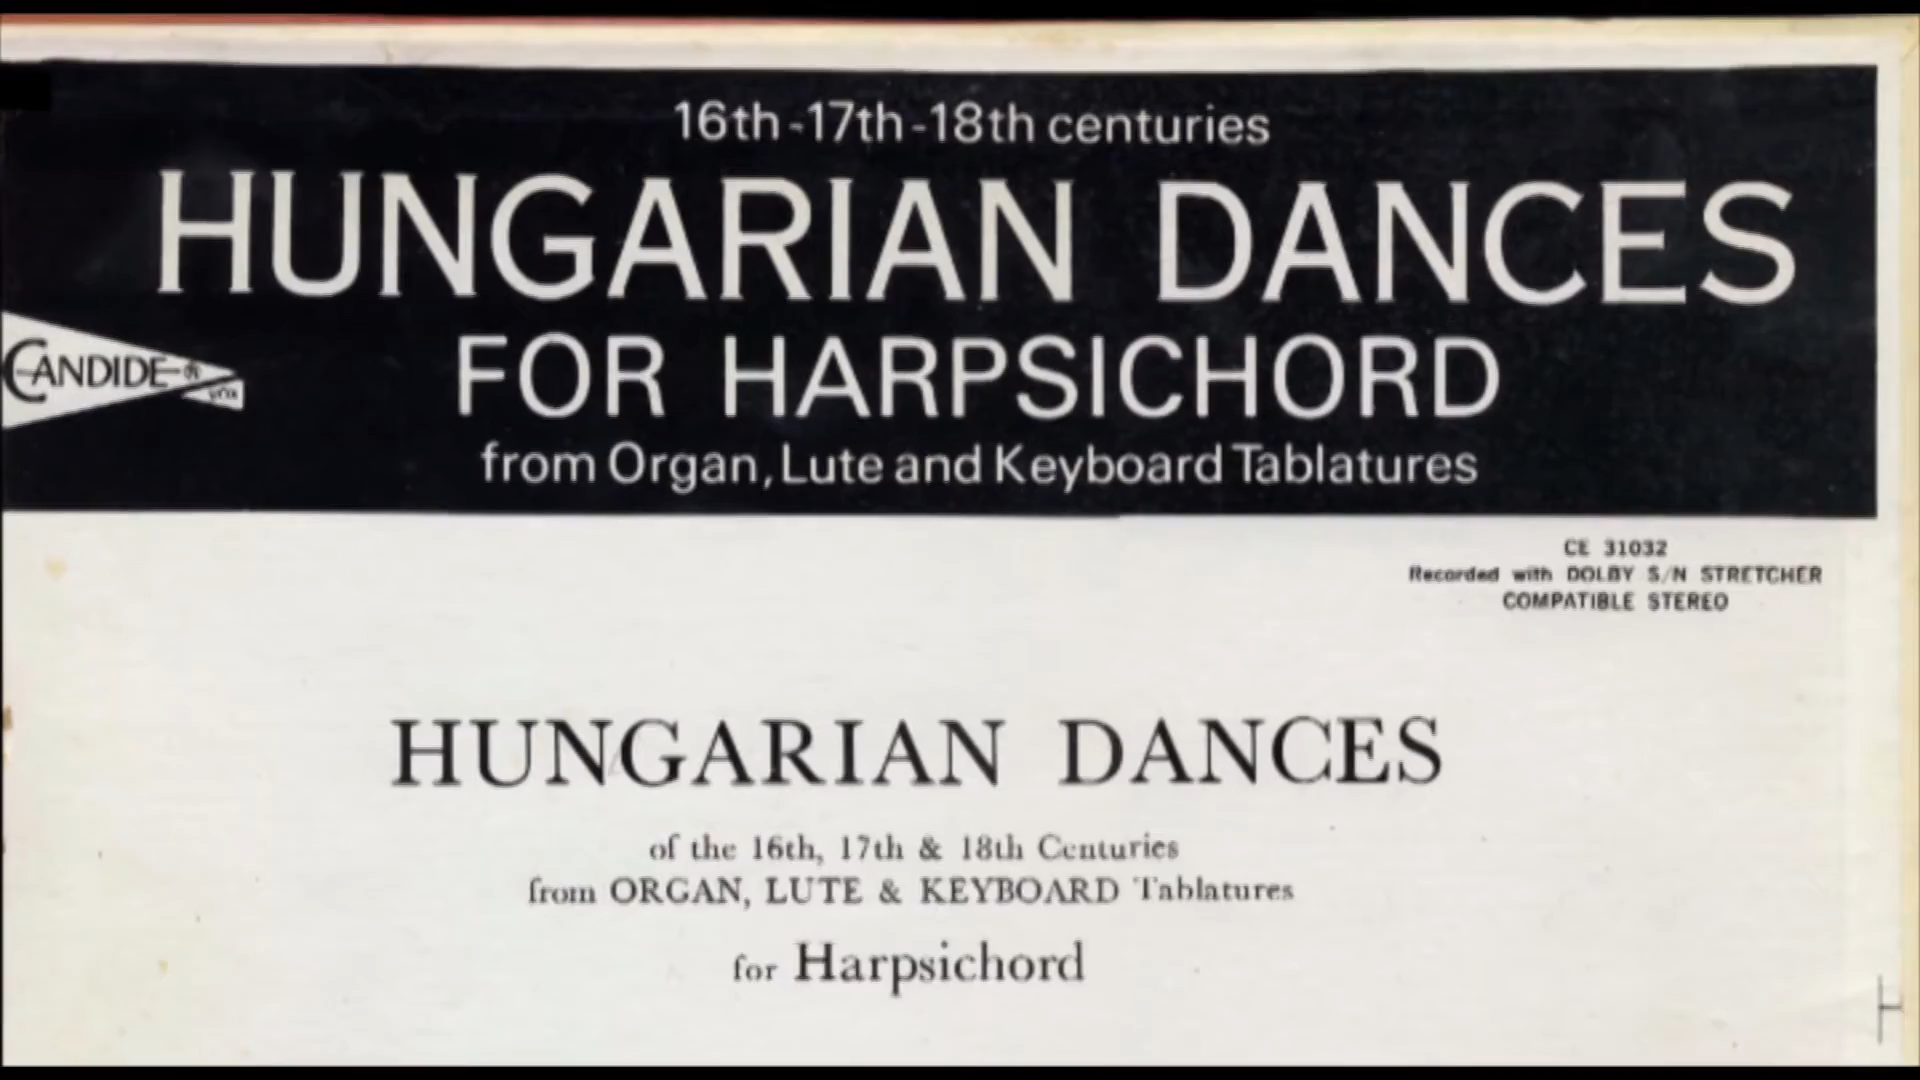 16th-17th-18th centuries
HUNGARIAN DANCES
CANDIDE
FOR HARPSICHORD
from Organ, Lute and Keyboard Tablatures
CE 31032
Recorded with DOLBY S/N STRETCHER
COMPATIBLE STEREO
HUNGARIAN DANCES
of the 16th, 17th & 18th Centuries
from ORGAN, LUTE & KEYBOARD Tablatures
for Harpsichord